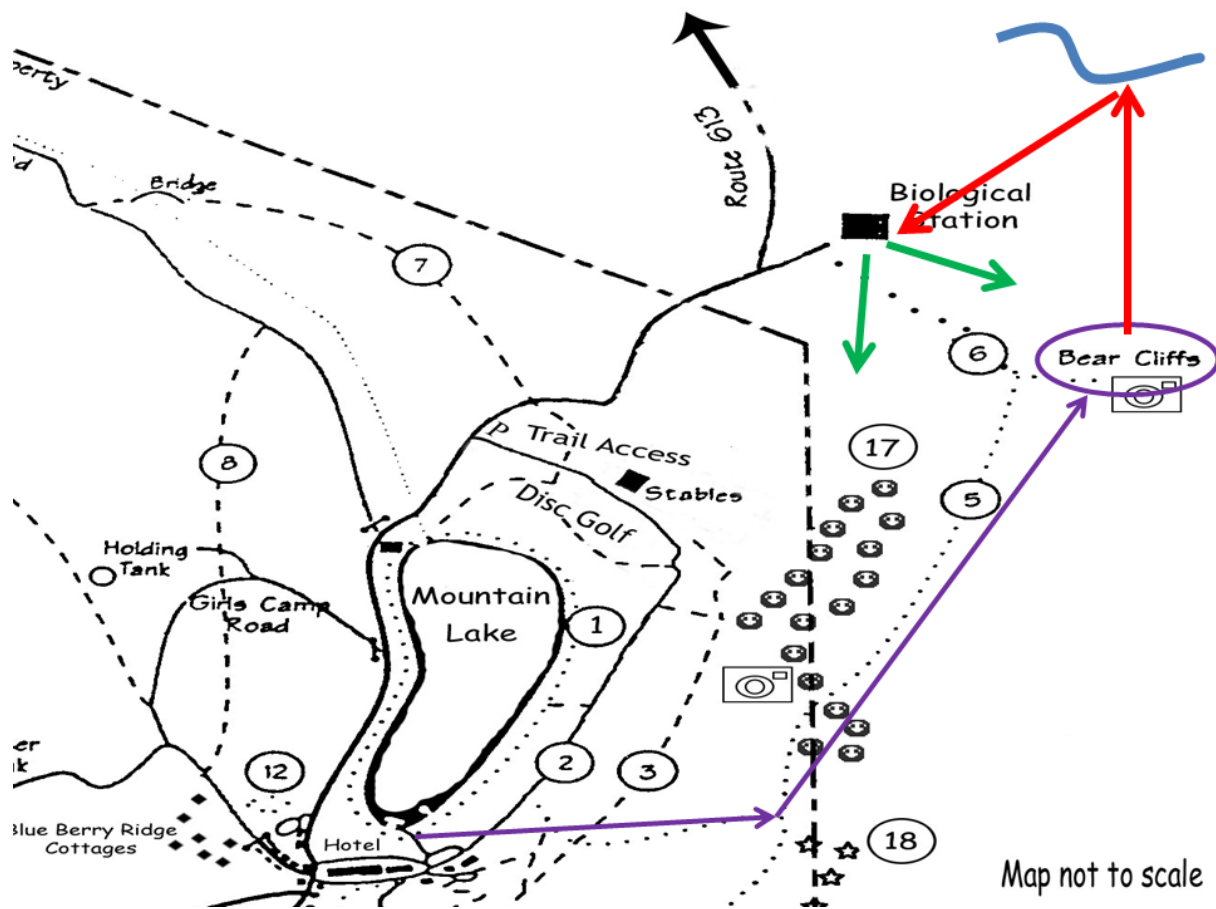 perty
Route 613
Bridge
Biological
Station
7
6
Bear Cliffs
P Trail Access
17
8
Stables
5
Disc Golf
Holding
Tank
Girls Camp
Road
Mountain
Lake
1
12
2
3
Blue Berry Ridge
Cottages
Hotel
18
Map not to scale